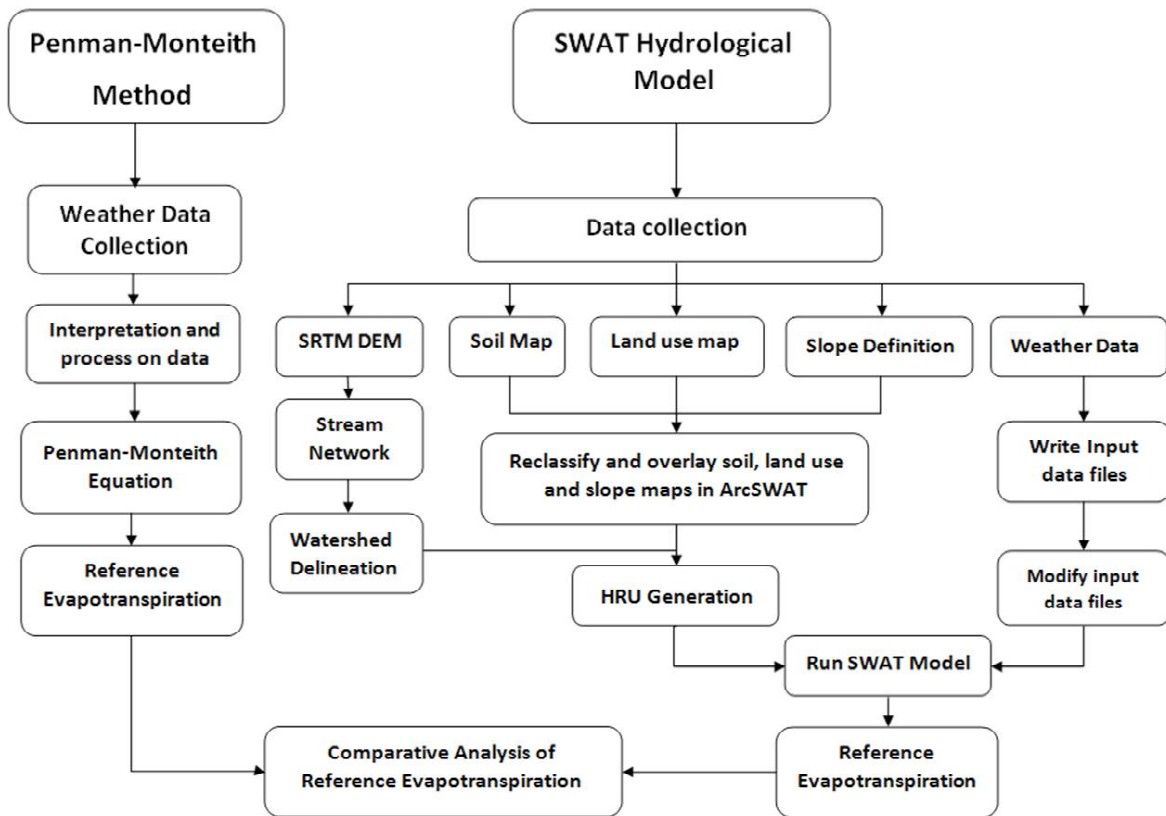 Penman-Monteith
Method
SWAT Hydrological
Model
Weather Data
Collection
Data collection
Interpretation and
process on data
SRTM DEM
Soil Map
Land use map
Slope Definition
Weather Data
Penman-Monteith
Equation
Stream
Network
Reclassify and overlay soil, land use
and slope maps in ArcSWAT
Write Input
data files
Reference
Evapotranspiration
Watershed
Delineation
HRU Generation
Modify input
data files
Run SWAT Model
Comparative Analysis of
Reference Evapotranspiration
Reference
Evapotranspiration